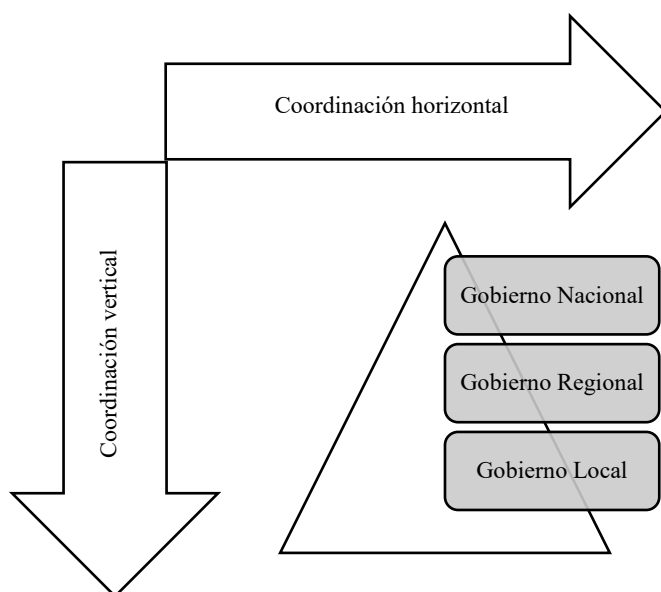 Coordinación horizontal
Coordinación vertical
Gobierno Nacional
Gobierno Regional
Gobierno Local